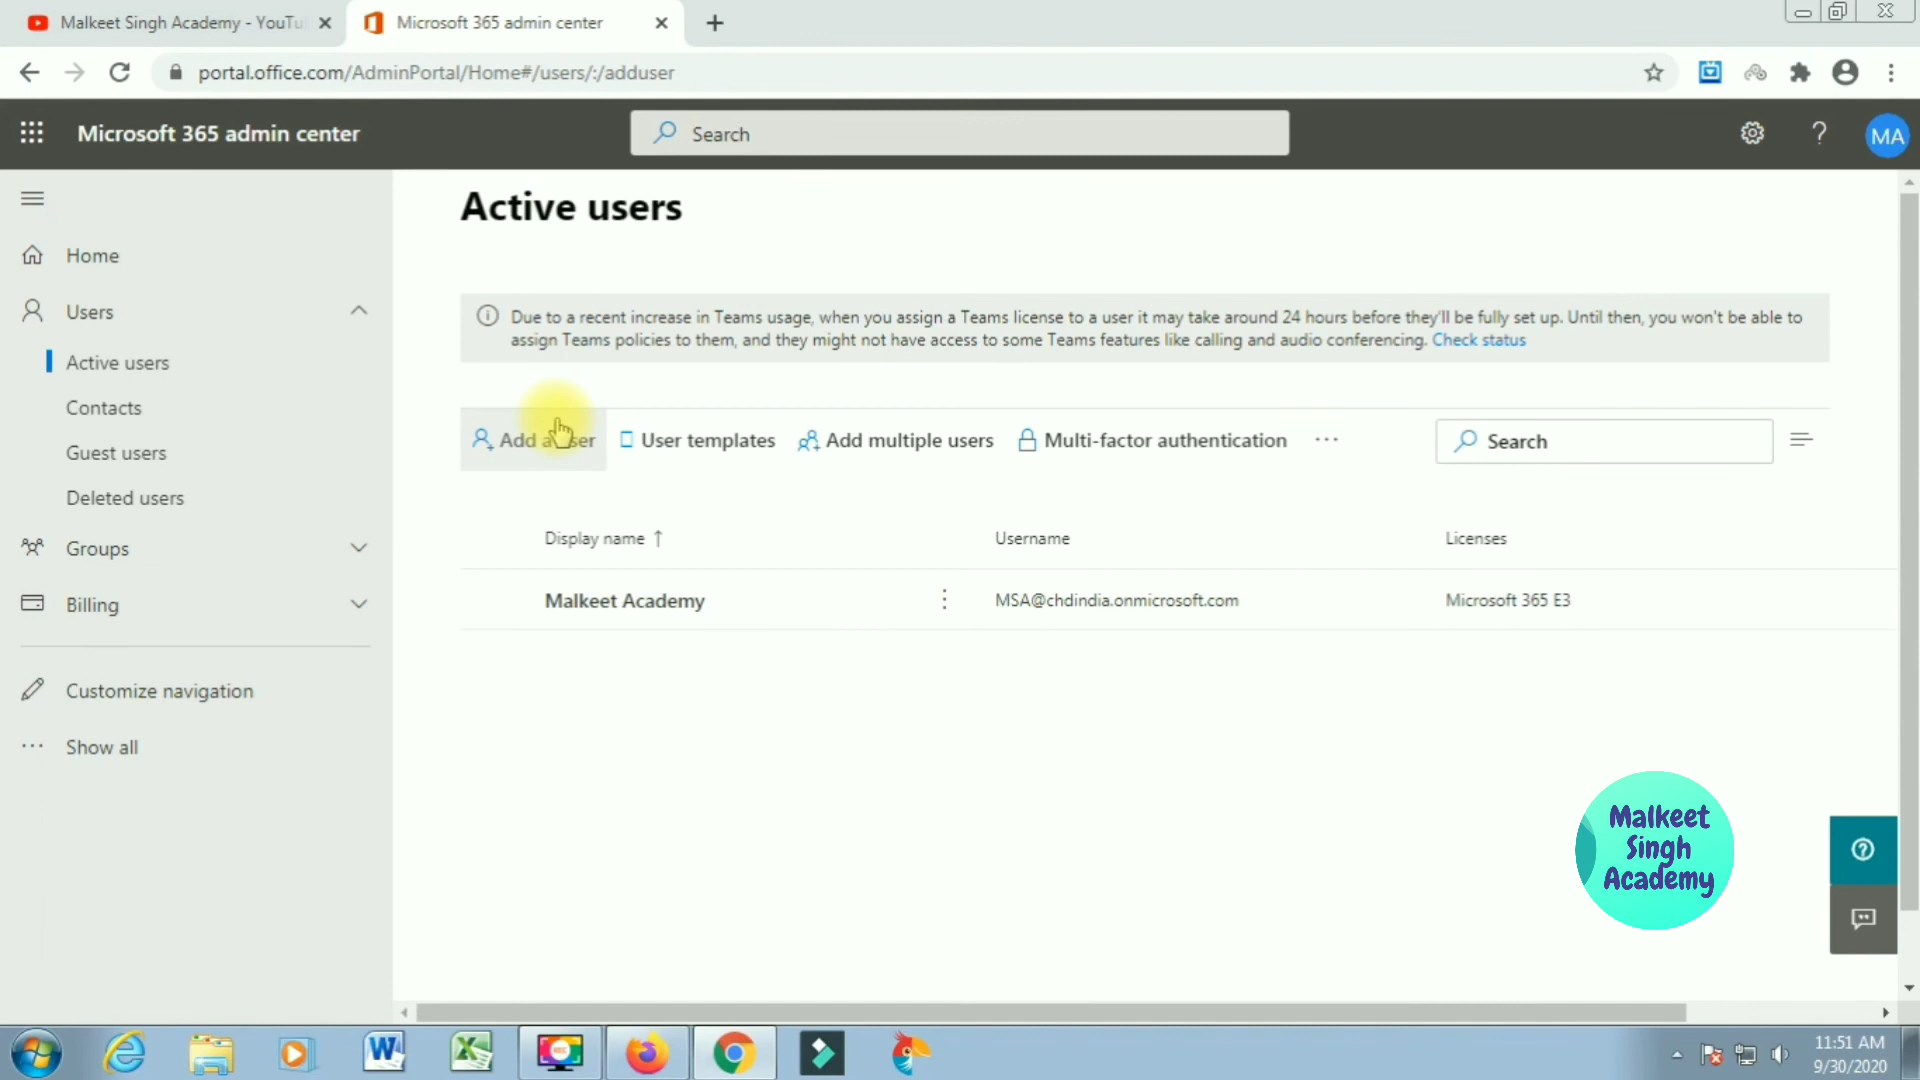 Malkeet Singh Academy - YouTu
Microsoft 365 admin center
portal.office.com/AdminPortal/Home#/users/:/adduser
Microsoft 365 admin center
Search
MA
Home
Users
Active users
Contacts
Guest users
Deleted users
Groups
Billing
Customize navigation
Show all
Active users
Due to a recent increase in Teams usage, when you assign a Teams license to a user it may take around 24 hours before they'll be fully set up. Until then, you won't be able to
assign Teams policies to them, and they might not have access to some Teams features like calling and audio conferencing. Check status
Add a user
User templates
Add multiple users
Multi-factor authentication
Search
Display name ↑
Username
Licenses
Malkeet Academy
MSA@chdindia.onmicrosoft.com
Microsoft 365 E3
Malkeet
Singh
Academy
11:51 AM
9/30/2020